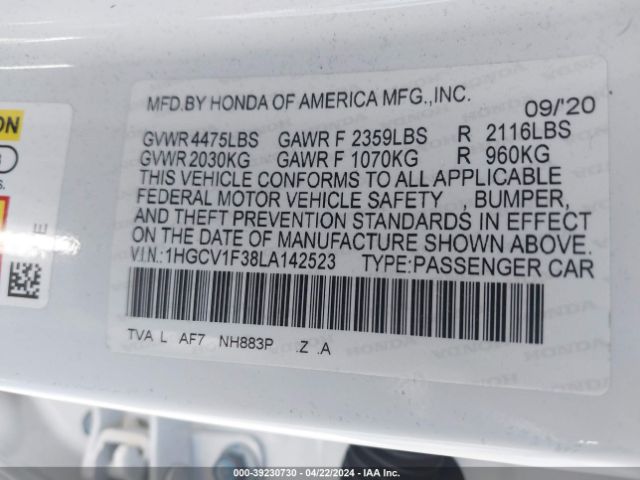 MFD.BY HONDA OF AMERICA MFG.,INC. 09/'20
GVWR 4475LBS GAWR F 2359LBS R 2116LBS
GVWR 2030KG GAWR F 1070KG R 960KG
THIS VEHICLE CONFORMS TO ALL APPLICABLE
FEDERAL MOTOR VEHICLE SAFETY , BUMPER,
AND THEFT PREVENTION STANDARDS IN EFFECT
ON THE DATE OF MANUFACTURE SHOWN ABOVE.
V.I.N.:1HGCV1F38LA142523 TYPE:PASSENGER CAR
TVA L AF7 NH883P .Z .A
000-39230730 - 04/22/2024 - IAA Inc.